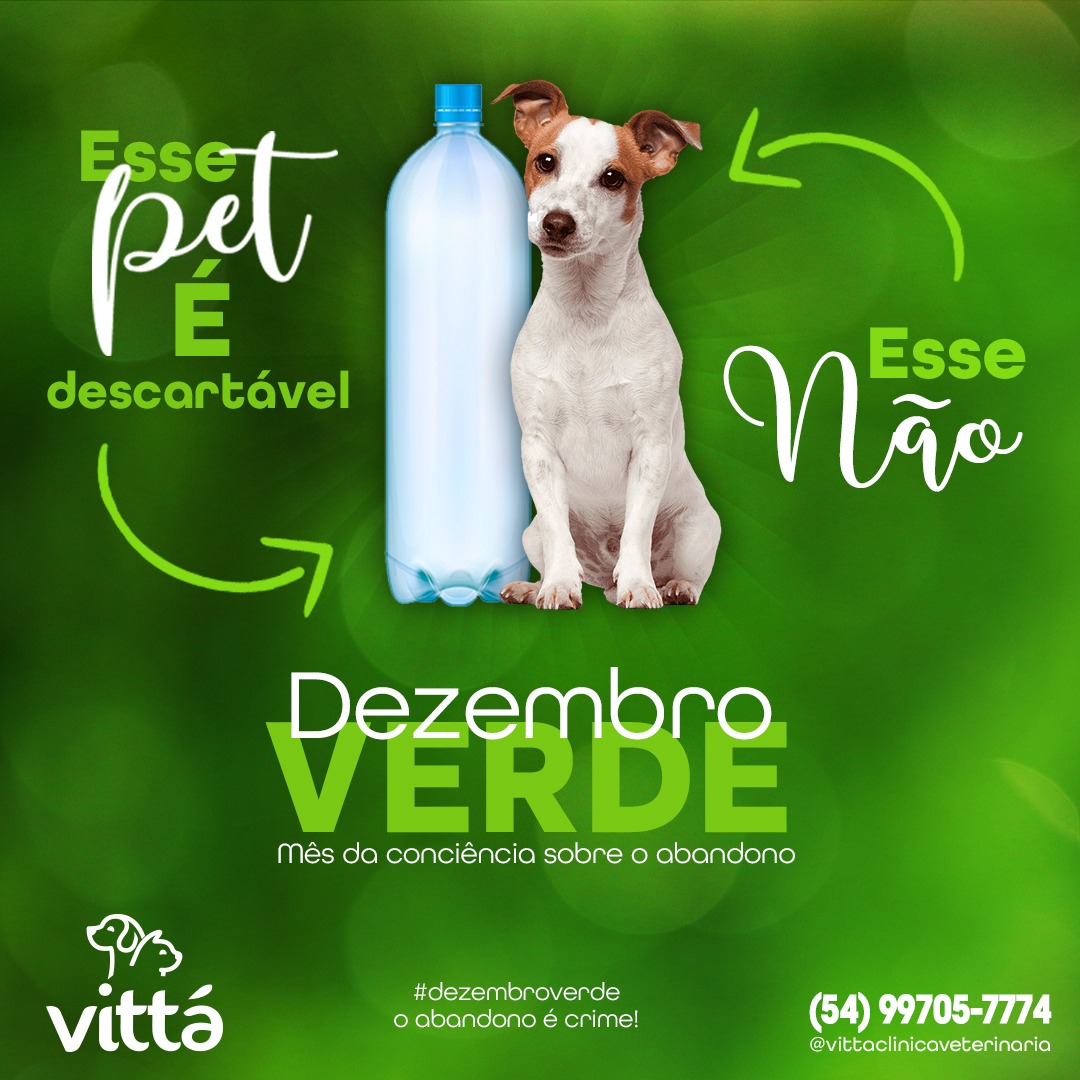 Esse
pet
É
descartável
Esse
Não
Dezembro
VERDE
Mês da conciência sobre o abandono
vittá
#dezembroverde
o abandono é crime!
(54) 99705-7774
@vittaclinicaveterinaria